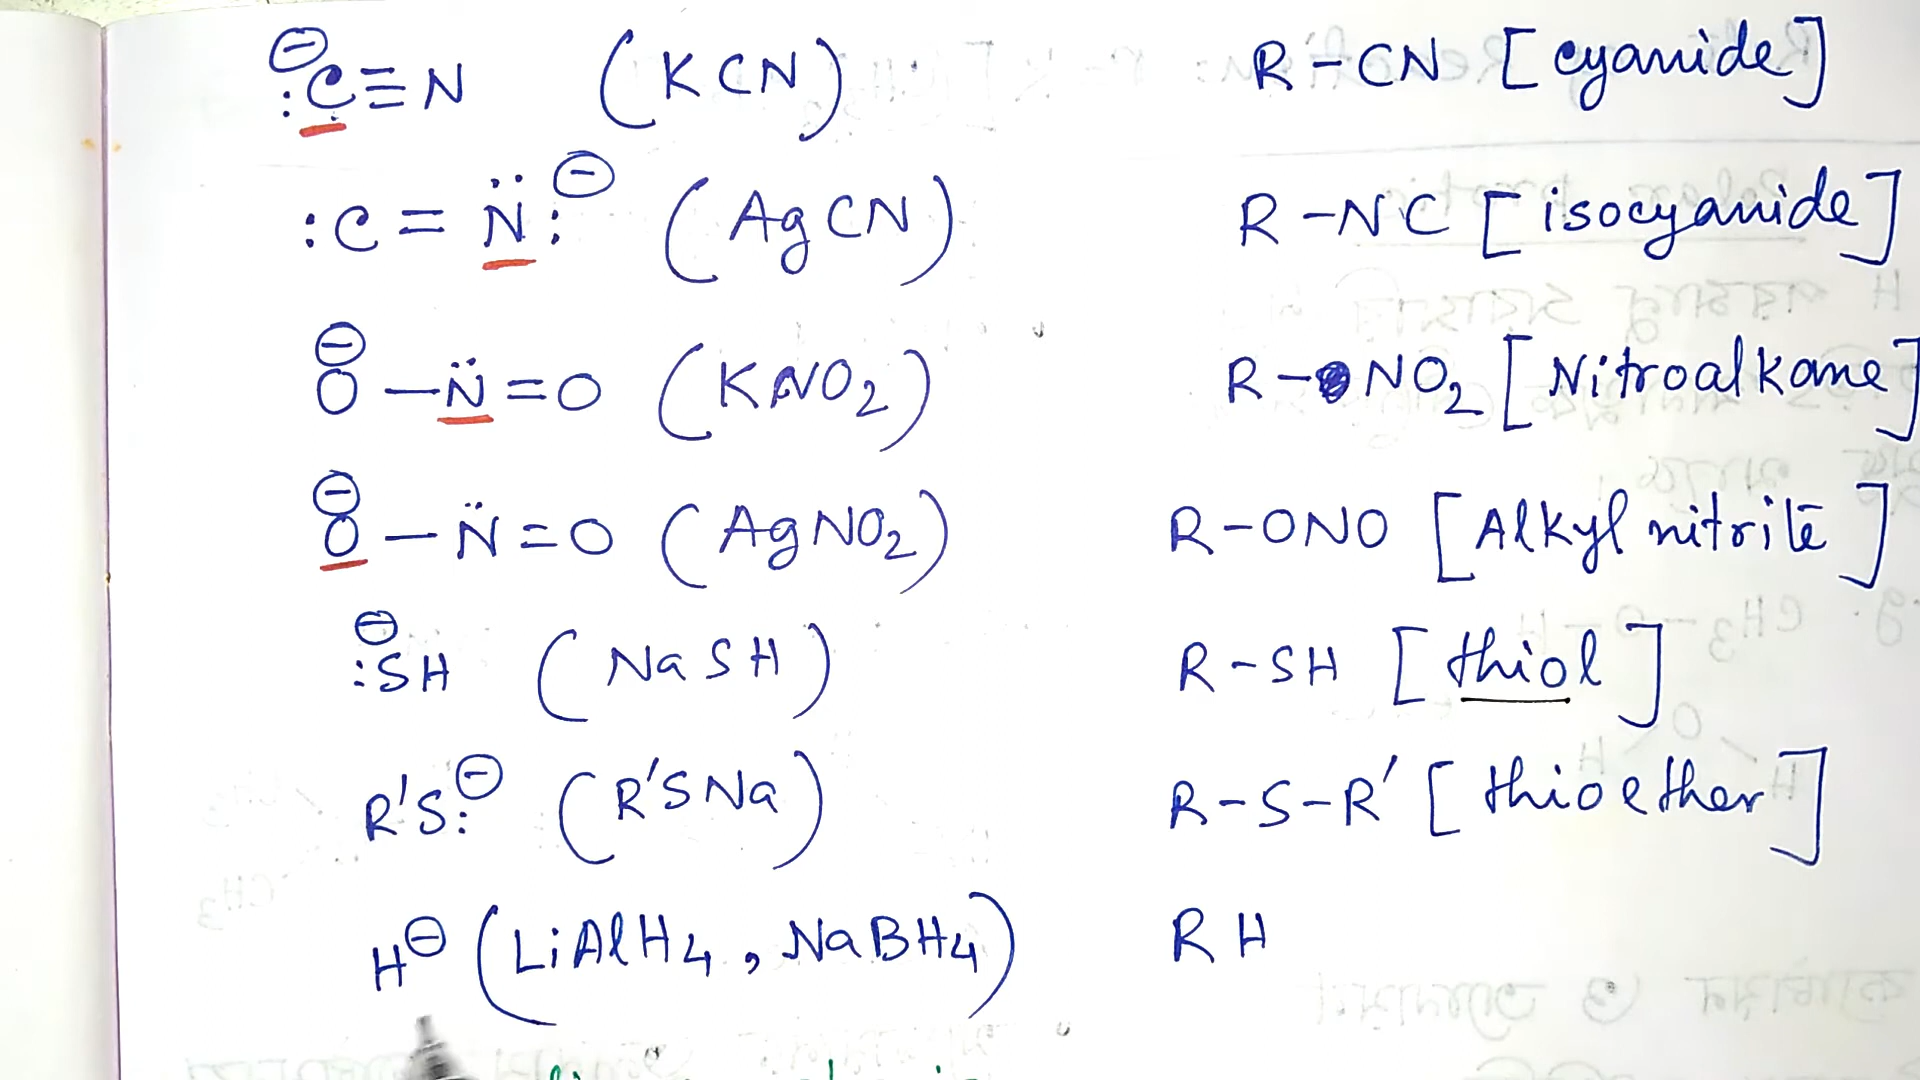 ⊖:C≡N (KCN) R-CN [cyanide]
:C=N̈:⊖ (AgCN) R-NC [isocyanide]
⊖O-N̈=O (KNO2) R-NO2 [Nitroalkane]
⊖O-N̈=O (AgNO2) R-ONO [Alkyl nitrite]
⊖:SH (NaSH) R-SH [thiol]
R'S:⊖ (R'SNa) R-S-R' [thioether]
H⊖ (LiAlH4, NaBH4) RH